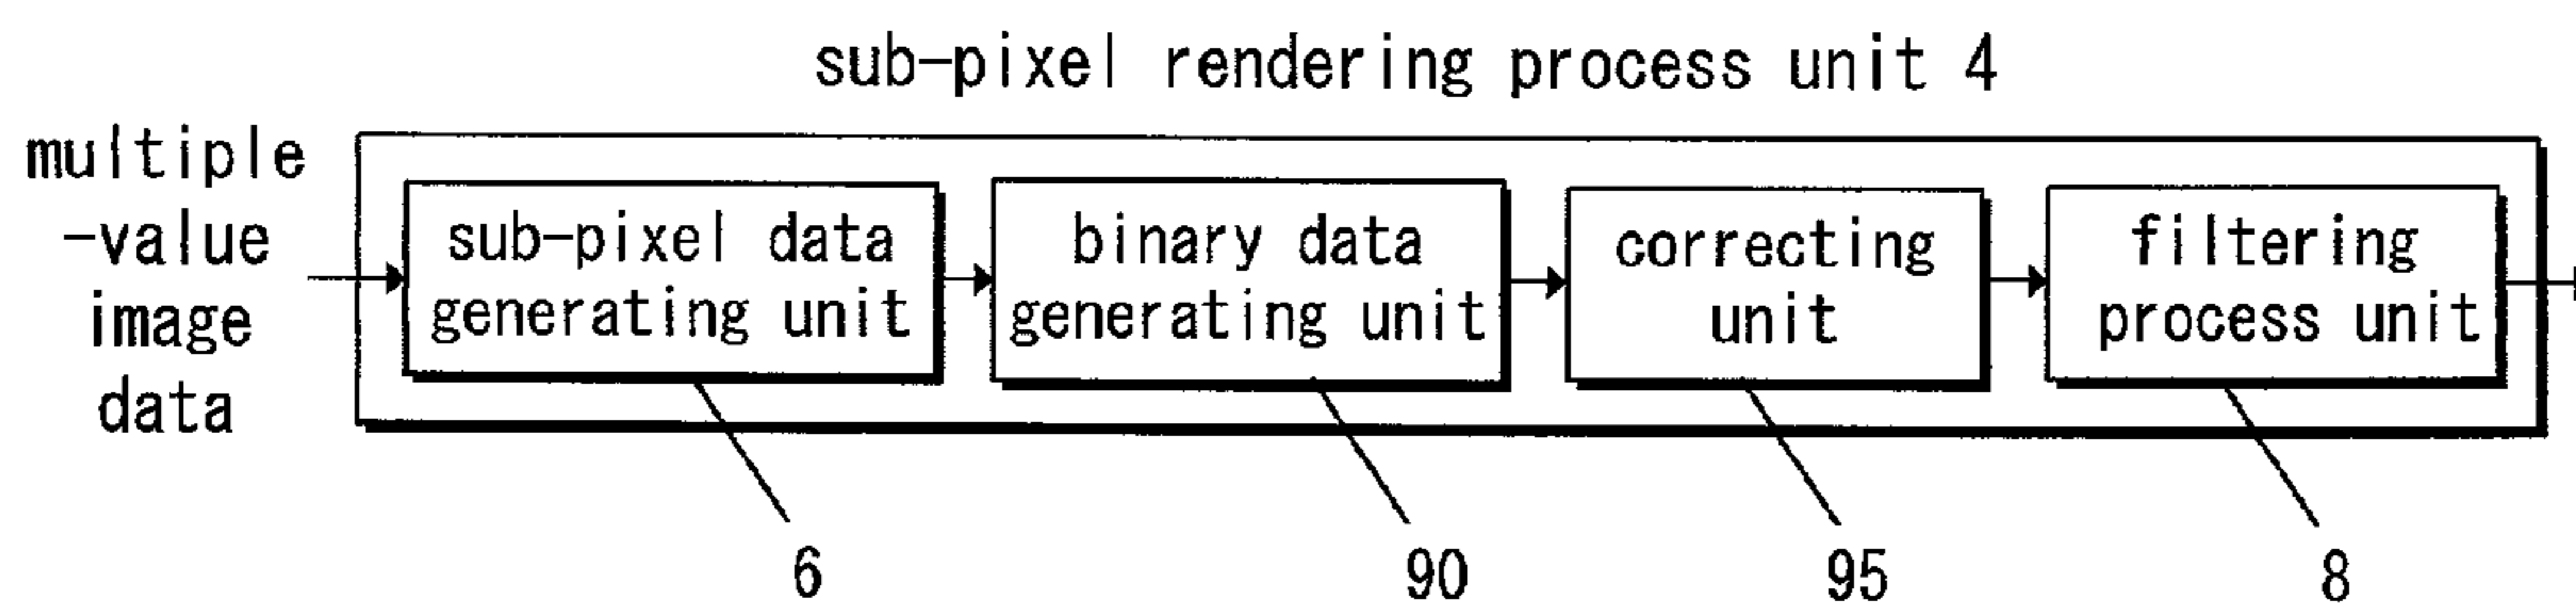 sub-pixel rendering process unit 4
multiple
-value
image
data
sub-pixel data
generating unit
binary data
generating unit
correcting
unit
filtering
process unit
6
90
95
8